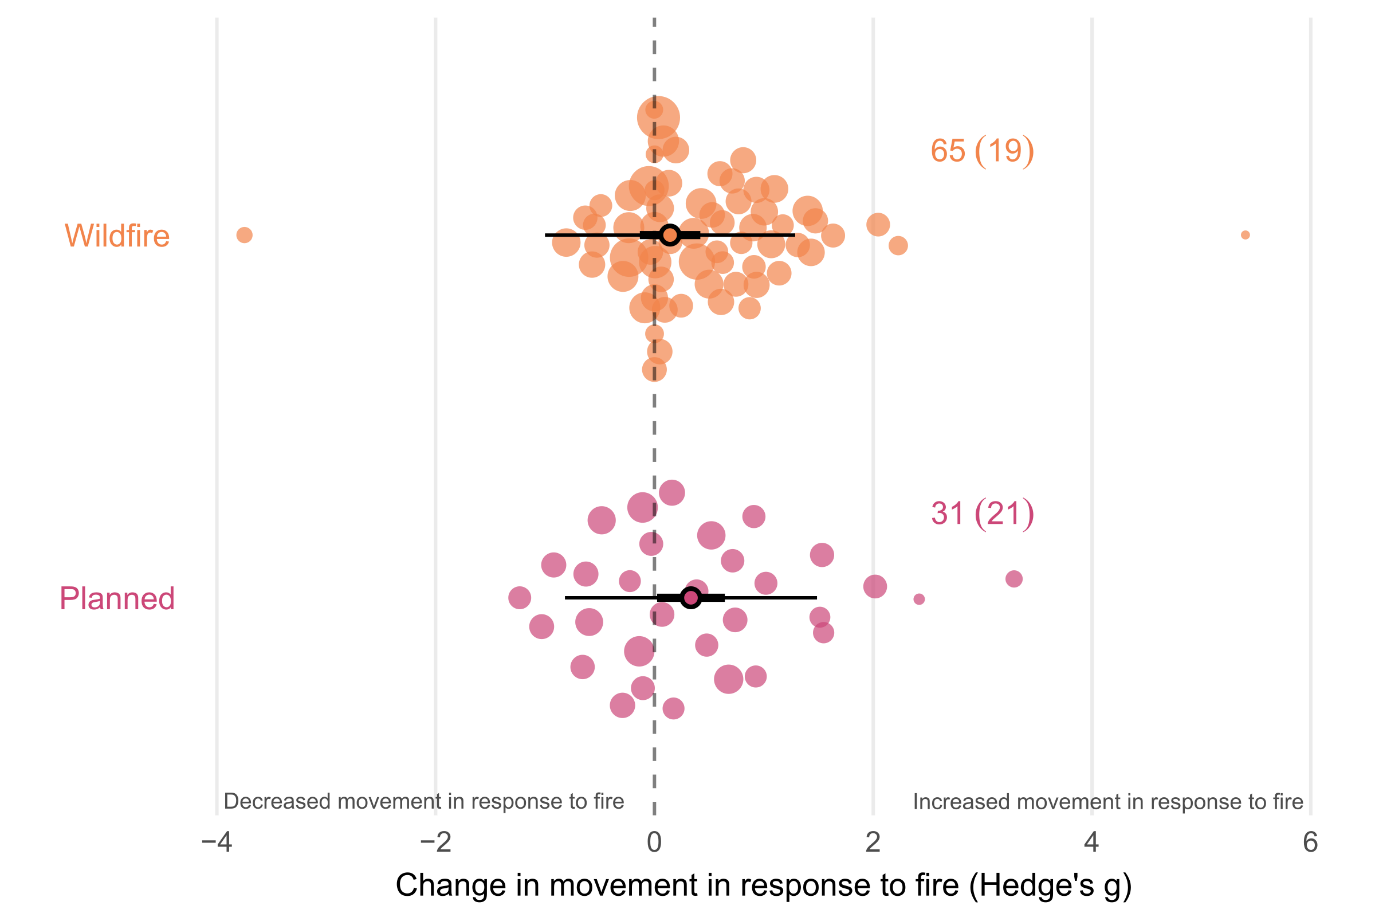 65 (19)
Wildfire
31 (21)
Planned
Decreased movement in response to fire
Increased movement in response to fire
−4
−2
0
2
4
6
Change in movement in response to fire (Hedge's g)